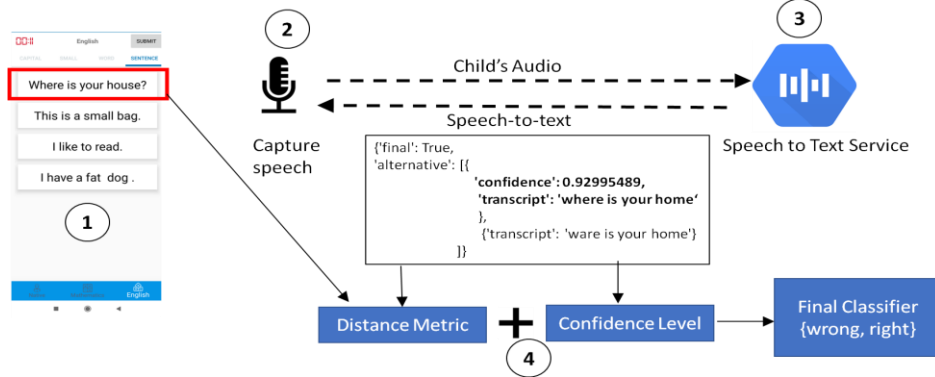 00:11 English SUBMIT
CAPITAL SMALL WORD SENTENCE
Where is your house?
This is a small bag.
I like to read.
I have a fat dog .
1
English
2
Capture
speech
Child's Audio
Speech-to-text
3
Speech to Text Service
{'final': True,
'alternative': [{
'confidence': 0.92995489,
'transcript': 'where is your home‘
},
{'transcript': 'ware is your home'}
]}
Distance Metric
+
Confidence Level
4
Final Classifier
{wrong, right}